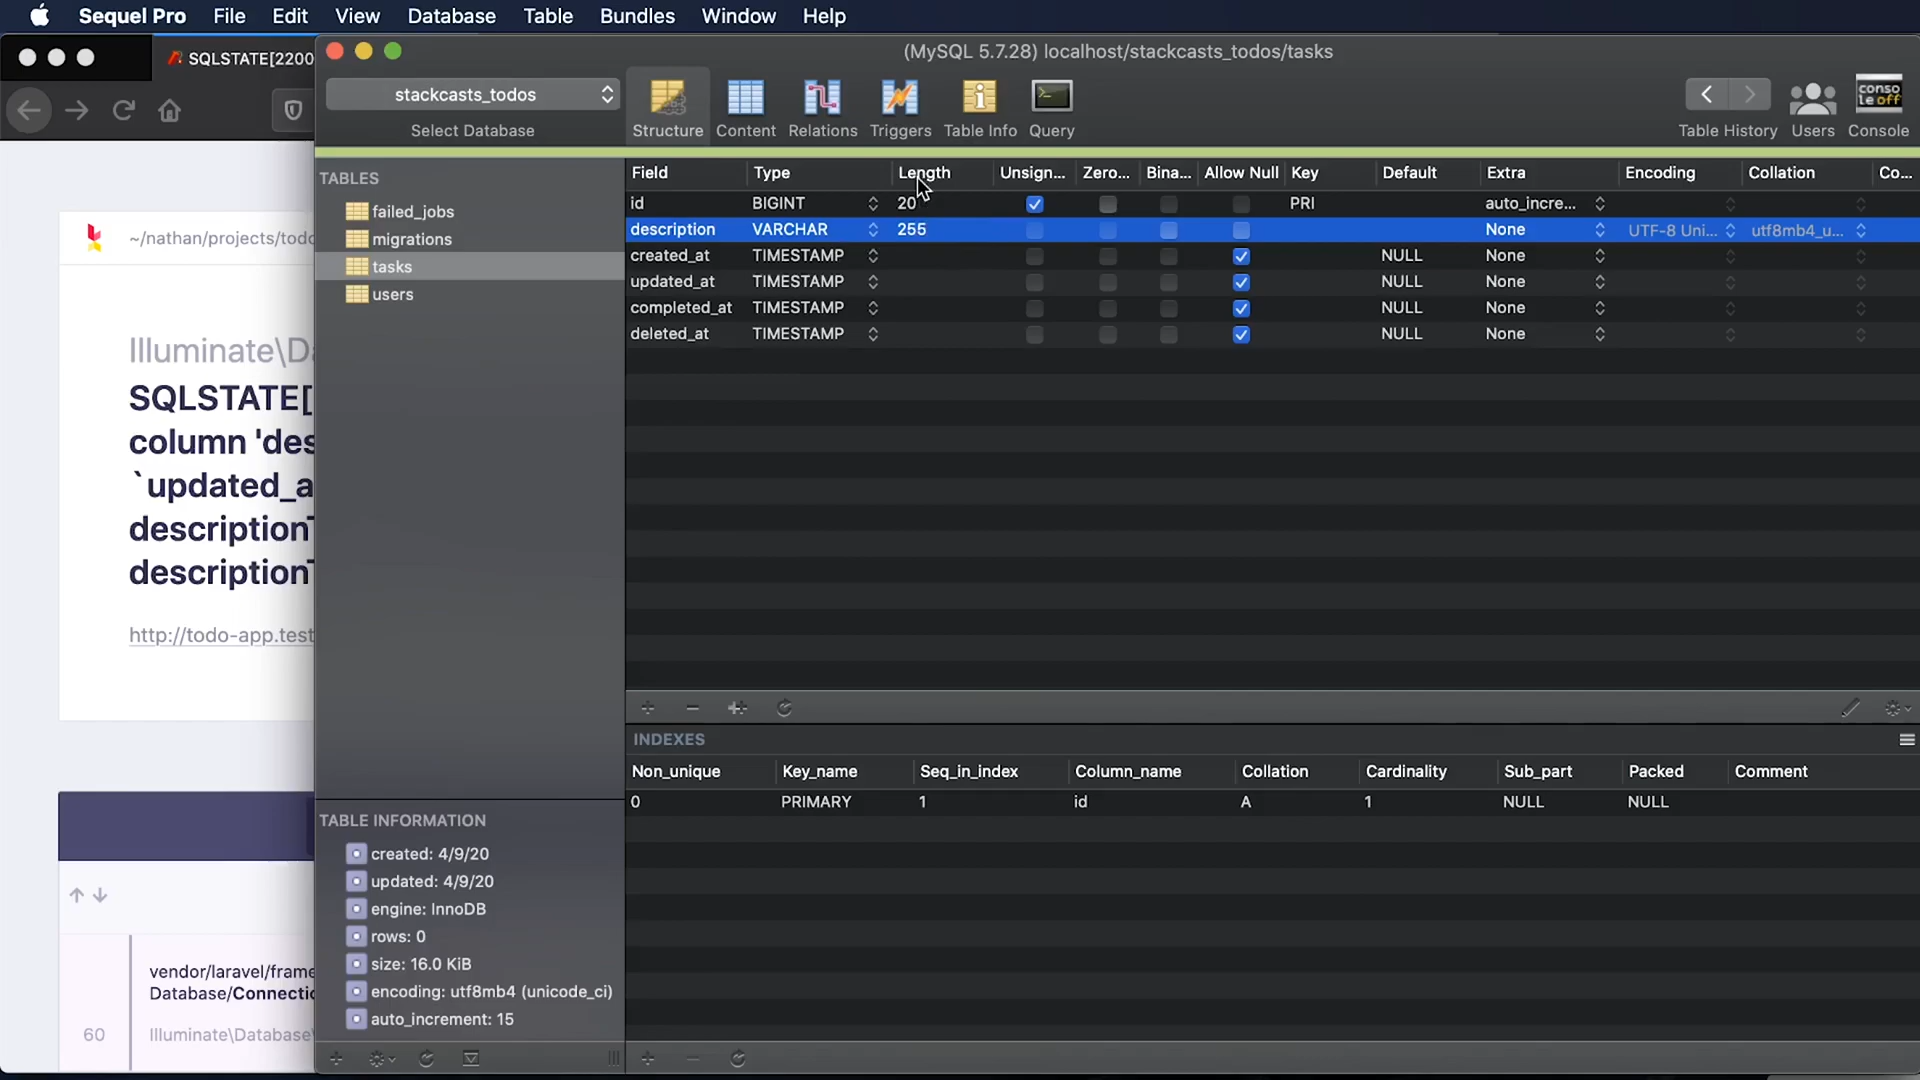 Sequel Pro File Edit View Database Table Bundles Window Help
SQLSTATE[2200
(MySQL 5.7.28) localhost/stackcasts_todos/tasks
stackcasts_todos
Select Database
Structure Content Relations Triggers Table Info Query
Table History Users Console
conso
le off
TABLES
failed_jobs
migrations
tasks
users
Field Type Length Unsign... Zero... Bina... Allow Null Key Default Extra Encoding Collation Co...
id BIGINT 20 PRI auto_incre...
description VARCHAR 255 None UTF-8 Uni... utf8mb4_u...
created_at TIMESTAMP NULL None
updated_at TIMESTAMP NULL None
completed_at TIMESTAMP NULL None
deleted_at TIMESTAMP NULL None
~/nathan/projects/todo
Illuminate\Da
SQLSTATE[
column 'des
`updated_a
description
description
http://todo-app.test
INDEXES
Non_unique Key_name Seq_in_index Column_name Collation Cardinality Sub_part Packed Comment
0 PRIMARY 1 id A 1 NULL NULL
TABLE INFORMATION
created: 4/9/20
updated: 4/9/20
engine: InnoDB
rows: 0
size: 16.0 KiB
encoding: utf8mb4 (unicode_ci)
auto_increment: 15
vendor/laravel/frame
Database/Connectio
60 Illuminate\Database\